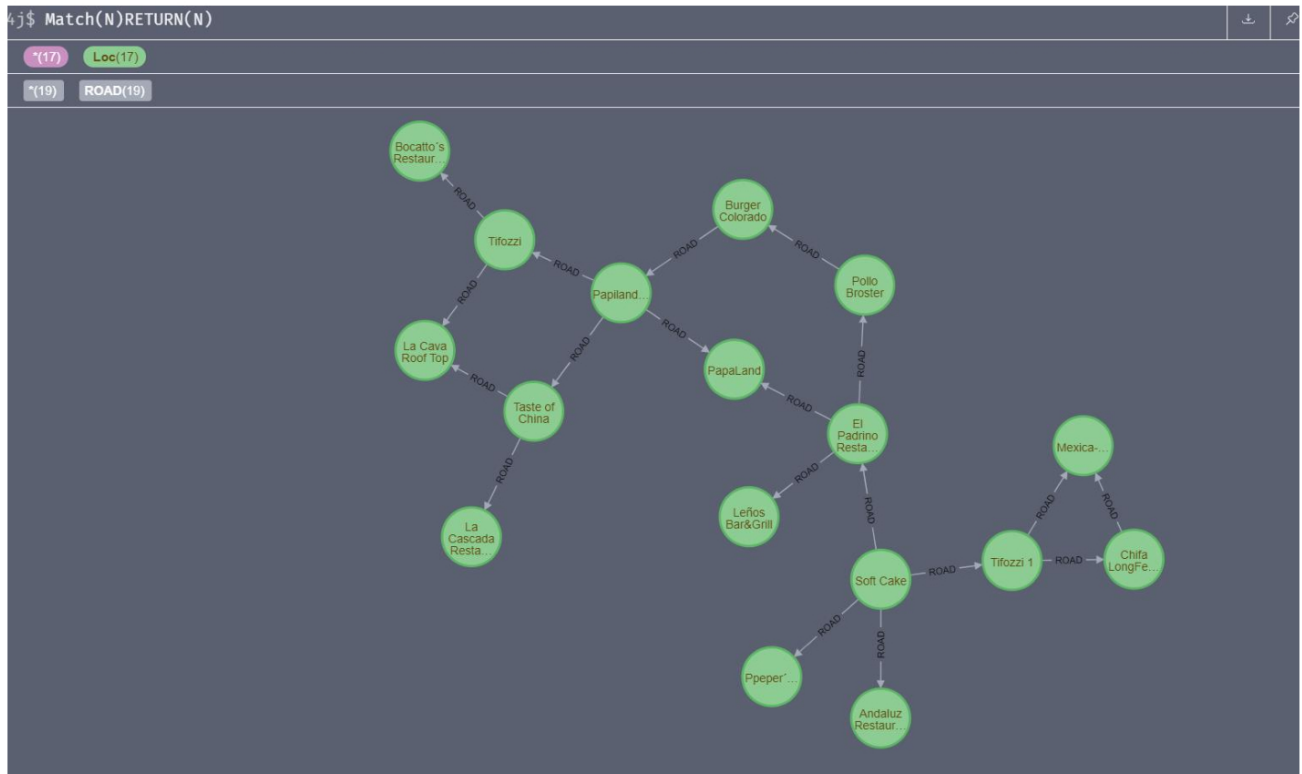 4j$ Match(N)RETURN(N)
*(17) Loc(17)
*(19) ROAD(19)
Bocatto˜s
Restaur...
ROAD
Tifozzi
ROAD
ROAD
Burger
Colorado
ROAD
ROAD
Papiland...
Pollo
Broster
ROAD
ROAD
La Cava
Roof Top
ROAD
ROAD
PapaLand
ROAD
Taste of
China
ROAD
El
Padrino
Resta...
ROAD
Mexica-...
ROAD
ROAD
Leños
Bar&Grill
ROAD
La
Cascada
Resta...
Soft Cake
ROAD
Tifozzi 1
ROAD
Chifa
LongFe...
ROAD
ROAD
Ppeper˜...
Andaluz
Restaur...